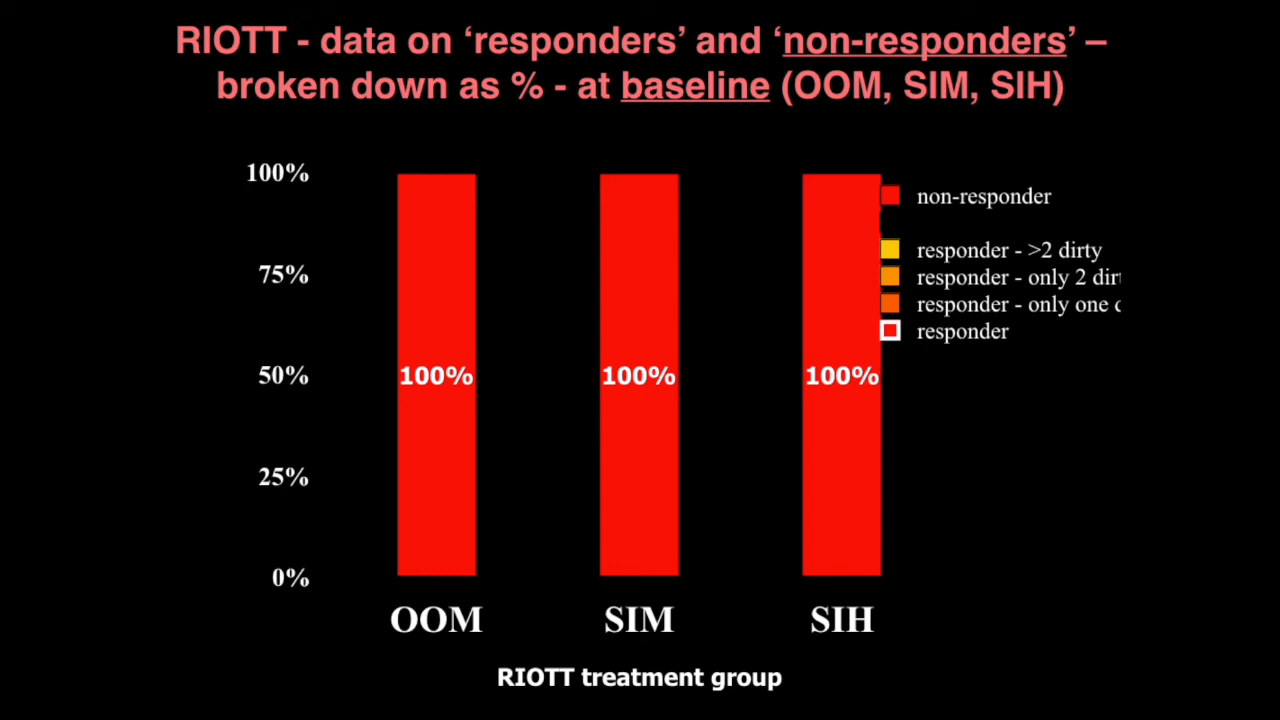 RIOTT - data on ‘responders’ and ‘non-responders’ –
broken down as % - at baseline (OOM, SIM, SIH)
100%
75%
50%
25%
0%
100%
100%
100%
non-responder
responder - >2 dirty
responder - only 2
responder - only one
responder
OOM
SIM
SIH
RIOTT treatment group